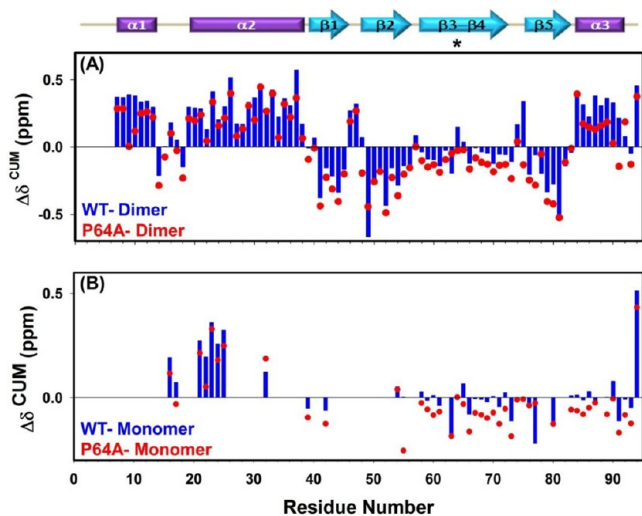 α1 α2 β1 β2 β3-β4 β5 α3
*
(A)
0.5
0.0
-0.5
Δδ CUM (ppm)
WT- Dimer
P64A- Dimer
(B)
0.5
0.0
Δδ CUM (ppm)
WT- Monomer
P64A- Monomer
0 10 20 30 40 50 60 70 80 90
Residue Number